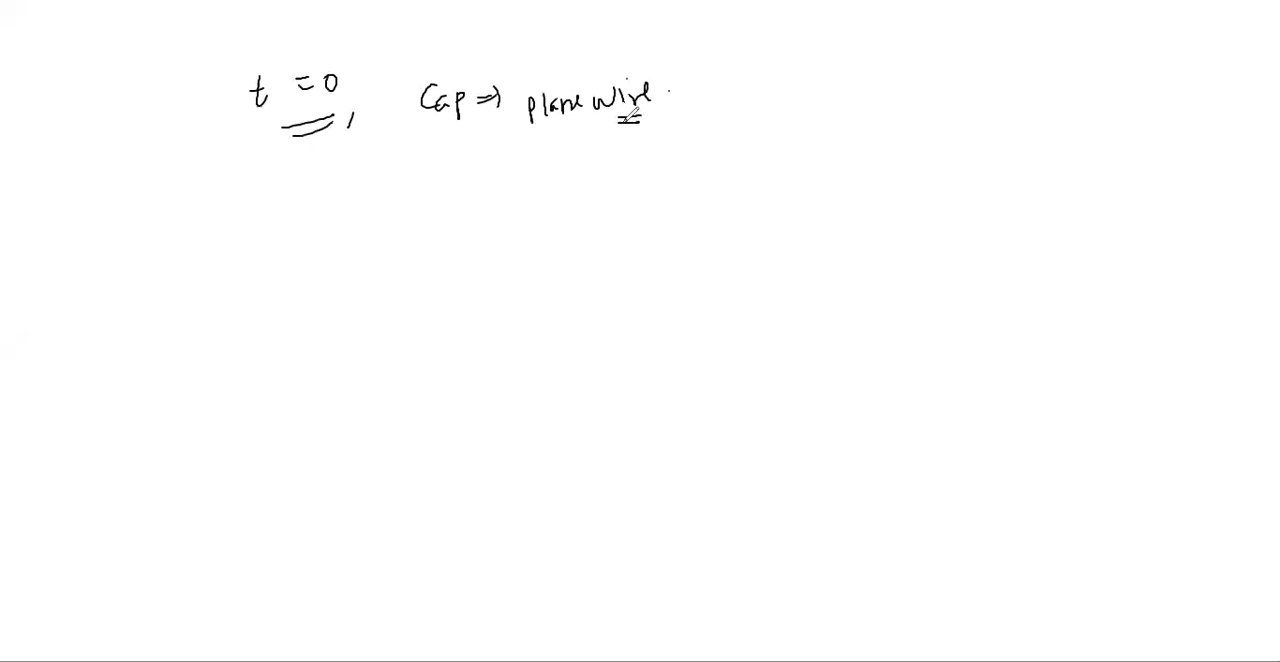 t = 0, Cap ⇒ plane wire.